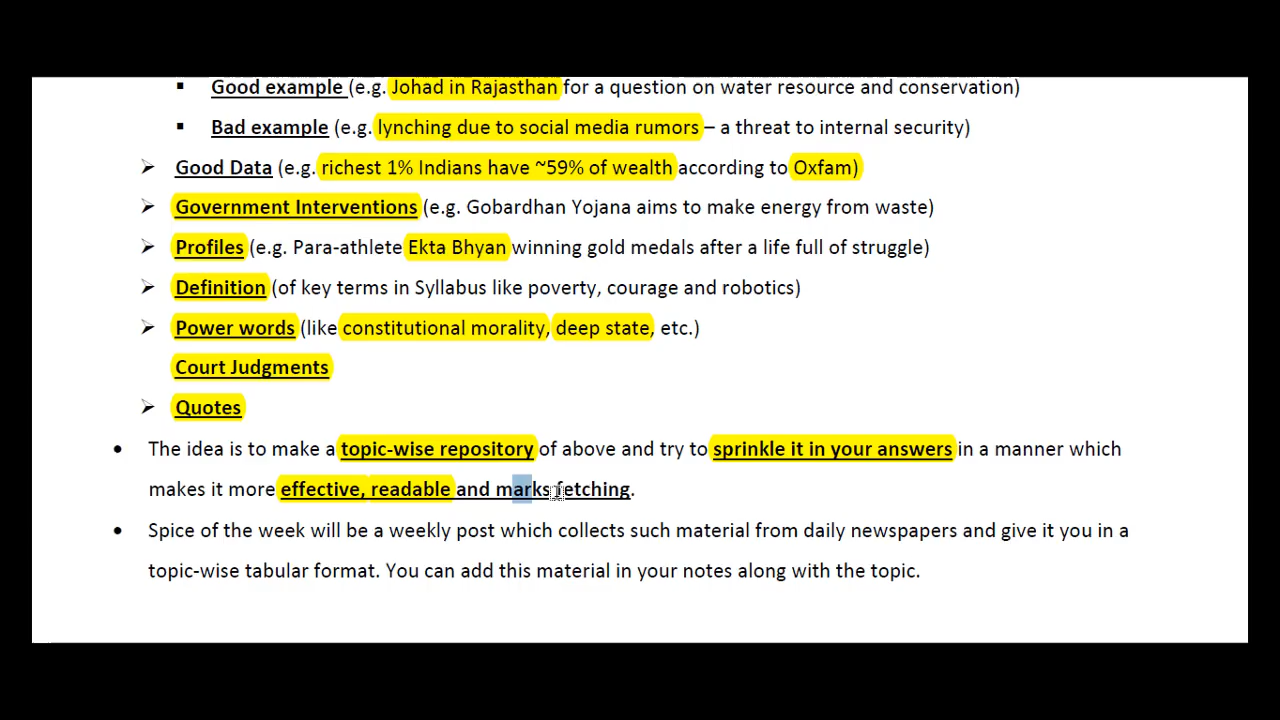 ▪ Good example (e.g. Johad in Rajasthan for a question on water resource and conservation)
▪ Bad example (e.g. lynching due to social media rumors – a threat to internal security)
➢ Good Data (e.g. richest 1% Indians have ~59% of wealth according to Oxfam)
➢ Government Interventions (e.g. Gobardhan Yojana aims to make energy from waste)
➢ Profiles (e.g. Para-athlete Ekta Bhyan winning gold medals after a life full of struggle)
➢ Definition (of key terms in Syllabus like poverty, courage and robotics)
➢ Power words (like constitutional morality, deep state, etc.)
Court Judgments
➢ Quotes
• The idea is to make a topic-wise repository of above and try to sprinkle it in your answers in a manner which
makes it more effective, readable and marks fetching.
• Spice of the week will be a weekly post which collects such material from daily newspapers and give it you in a
topic-wise tabular format. You can add this material in your notes along with the topic.